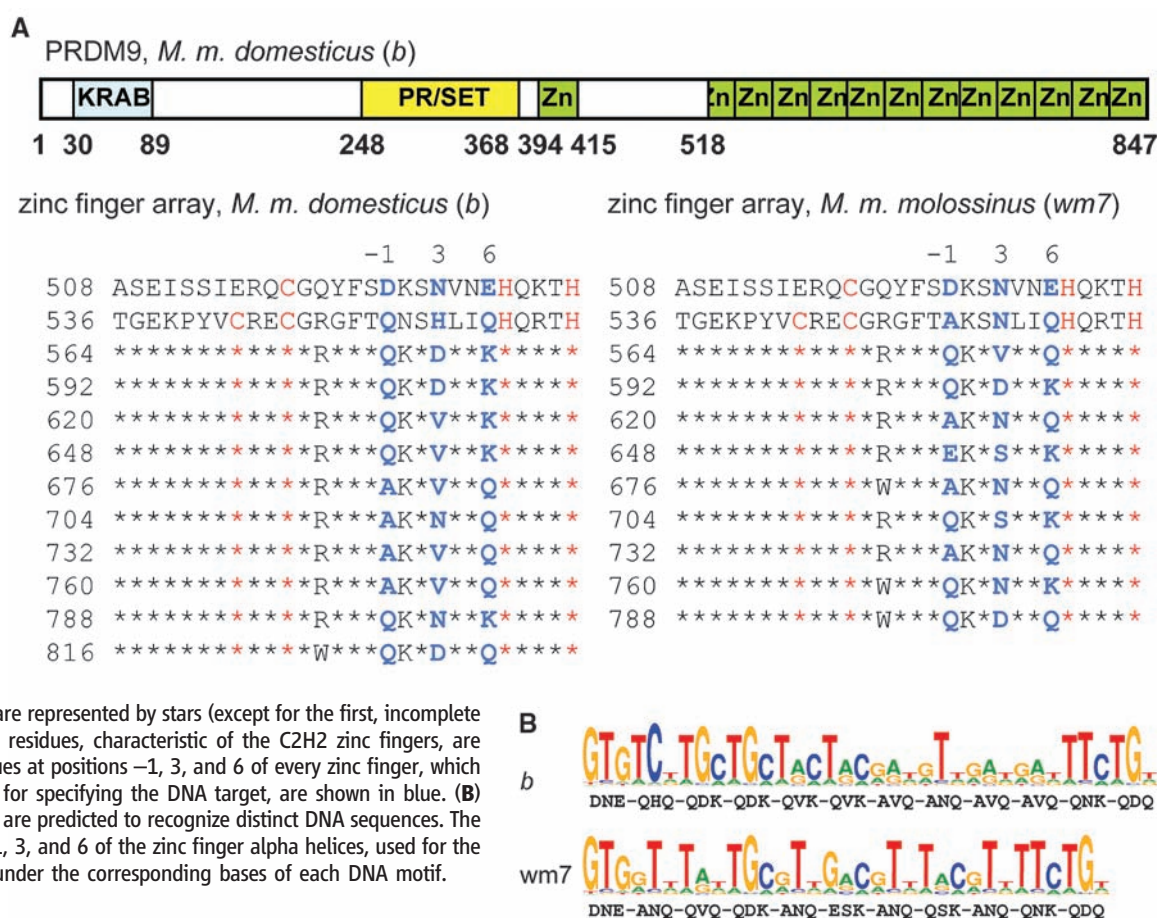 A
PRDM9, M. m. domesticus (b)
KRAB PR/SET Zn Zn Zn Zn Zn Zn Zn Zn Zn Zn Zn Zn
1 30 89 248 368 394 415 518 847
zinc finger array, M. m. domesticus (b)
−1 3 6
508 ASEISSIERQCGQYFSDKSNVNEHQKTH
536 TGEKPYVCRECGRGFTQNSHLIQHQRTH
564 ************R***QK*D**K*****
592 ************R***QK*D**K*****
620 ************R***QK*V**K*****
648 ************R***QK*V**K*****
676 ************R***AK*V**Q*****
704 ************R***AK*N**Q*****
732 ************R***AK*V**Q*****
760 ************R***AK*V**Q*****
788 ************R***QK*N**K*****
816 ************W***QK*D**Q*****
zinc finger array, M. m. molossinus (wm7)
−1 3 6
508 ASEISSIERQCGQYFSDKSNVNEHQKTH
536 TGEKPYVCRECGRGFTAKSNLIQHQRTH
564 ************R***QK*V**Q*****
592 ************R***QK*D**K*****
620 ************R***AK*N**Q*****
648 ************R***EK*S**K*****
676 ************W***AK*N**Q*****
704 ************R***QK*S**K*****
732 ************R***AK*N**Q*****
760 ************W***QK*N**K*****
788 ************W***QK*D**Q*****
are represented by stars (except for the first, incomplete
residues, characteristic of the C2H2 zinc fingers, are
ues at positions −1, 3, and 6 of every zinc finger, which
for specifying the DNA target, are shown in blue. (B)
are predicted to recognize distinct DNA sequences. The
1, 3, and 6 of the zinc finger alpha helices, used for the
under the corresponding bases of each DNA motif.
B
b
DNE-QHQ-QDK-QDK-QVK-QVK-AVQ-ANQ-AVQ-AVQ-QNK-QDQ
wm7
DNE-ANQ-QVQ-QDK-ANQ-ESK-ANQ-QSK-ANQ-QNK-QDQ